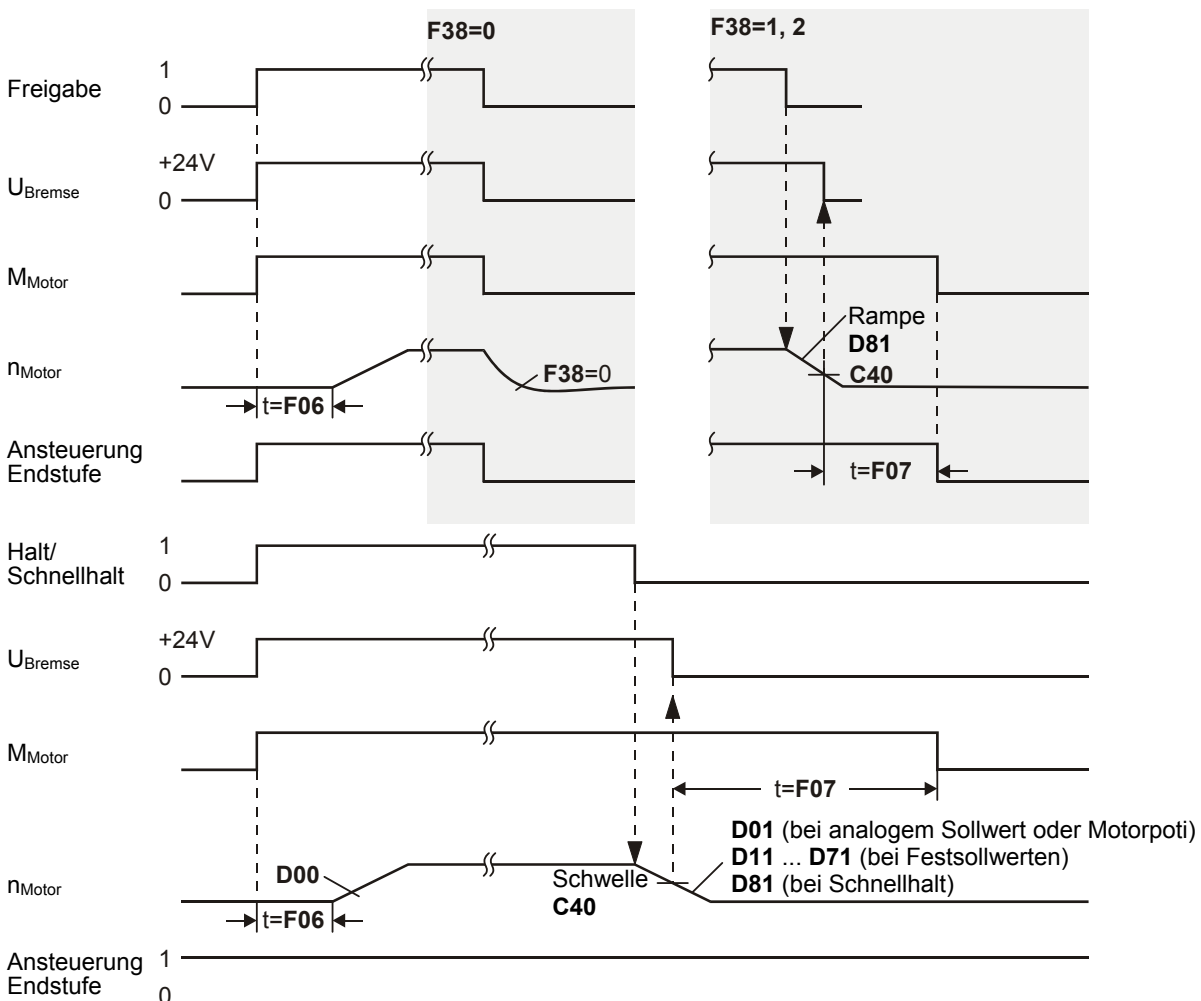 F38=0
F38=1, 2
Freigabe
1
0
UBremse
+24V
0
MMotor
nMotor
t=F06
F38=0
Rampe
D81
C40
Ansteuerung
Endstufe
t=F07
Halt/
Schnellhalt
1
0
UBremse
+24V
0
MMotor
t=F07
nMotor
D00
t=F06
Schwelle
C40
D01 (bei analogem Sollwert oder Motorpoti)
D11 ... D71 (bei Festsollwerten)
D81 (bei Schnellhalt)
Ansteuerung
Endstufe
1
0